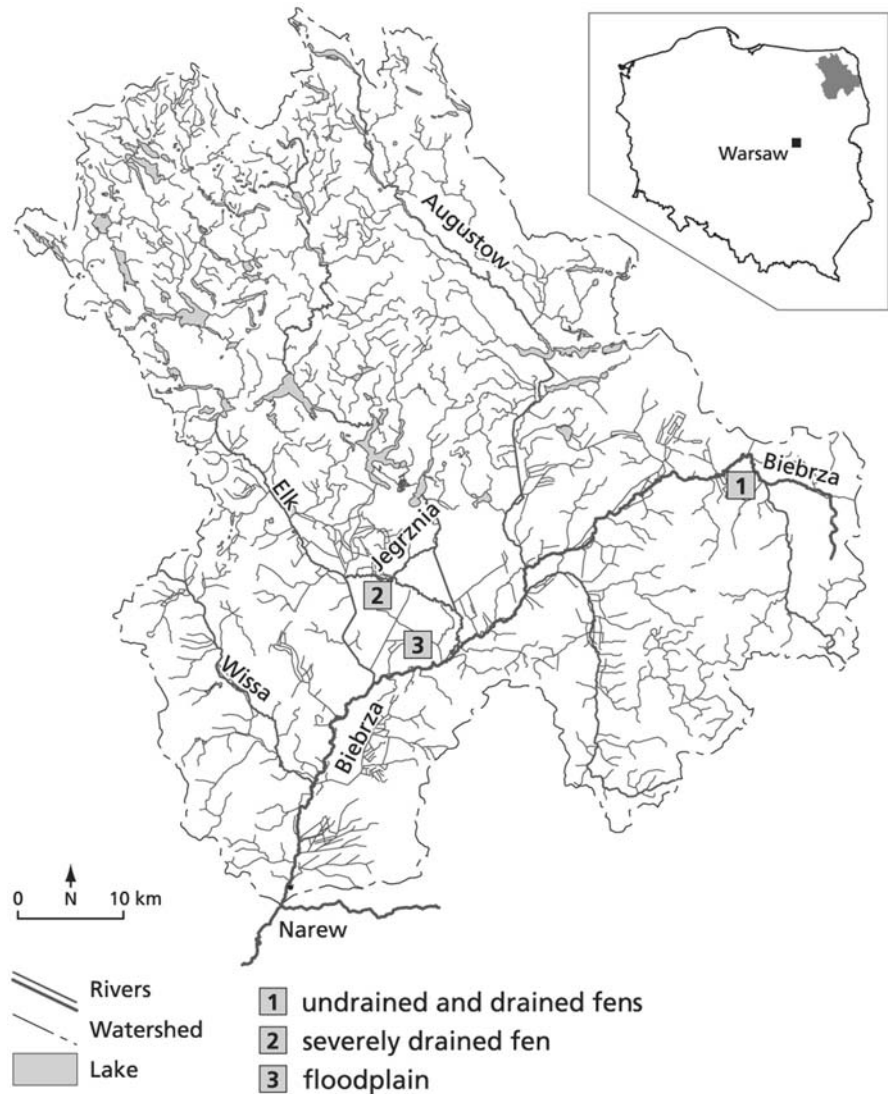 Warsaw
Augustow
Biebrza
1
Elk
Jegrznia
2
3
Wissa
Biebrza
N
0 10 km
Narew
Rivers
Watershed
Lake
1 undrained and drained fens
2 severely drained fen
3 floodplain